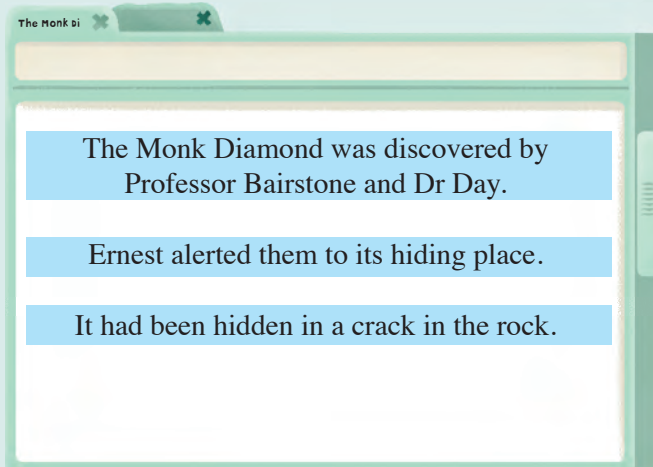 The Monk Di
The Monk Diamond was discovered by
Professor Bairstone and Dr Day.
Ernest alerted them to its hiding place.
It had been hidden in a crack in the rock.